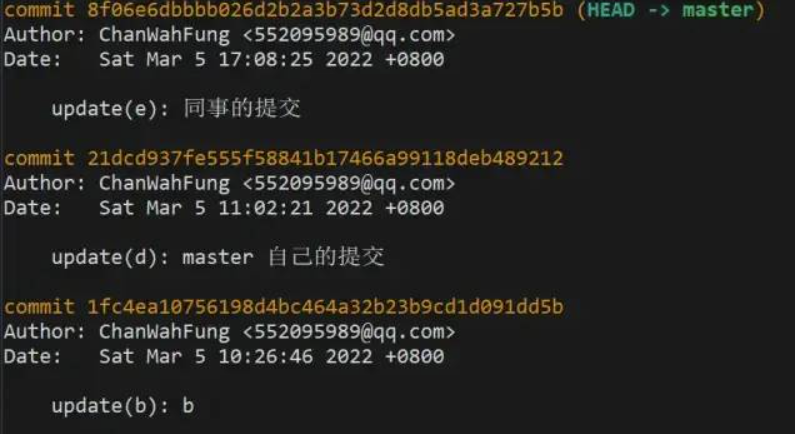 commit 8f06e6dbbbb026d2b2a3b73d2d8db5ad3a727b5b (HEAD -> master)
Author: ChanWahFung <552095989@qq.com>
Date:   Sat Mar 5 17:08:25 2022 +0800
update(e): 同事的提交
commit 21dcd937fe555f58841b17466a99118deb489212
Author: ChanWahFung <552095989@qq.com>
Date:   Sat Mar 5 11:02:21 2022 +0800
update(d): master 自己的提交
commit 1fc4ea10756198d4bc464a32b23b9cd1d091dd5b
Author: ChanWahFung <552095989@qq.com>
Date:   Sat Mar 5 10:26:46 2022 +0800
update(b): b